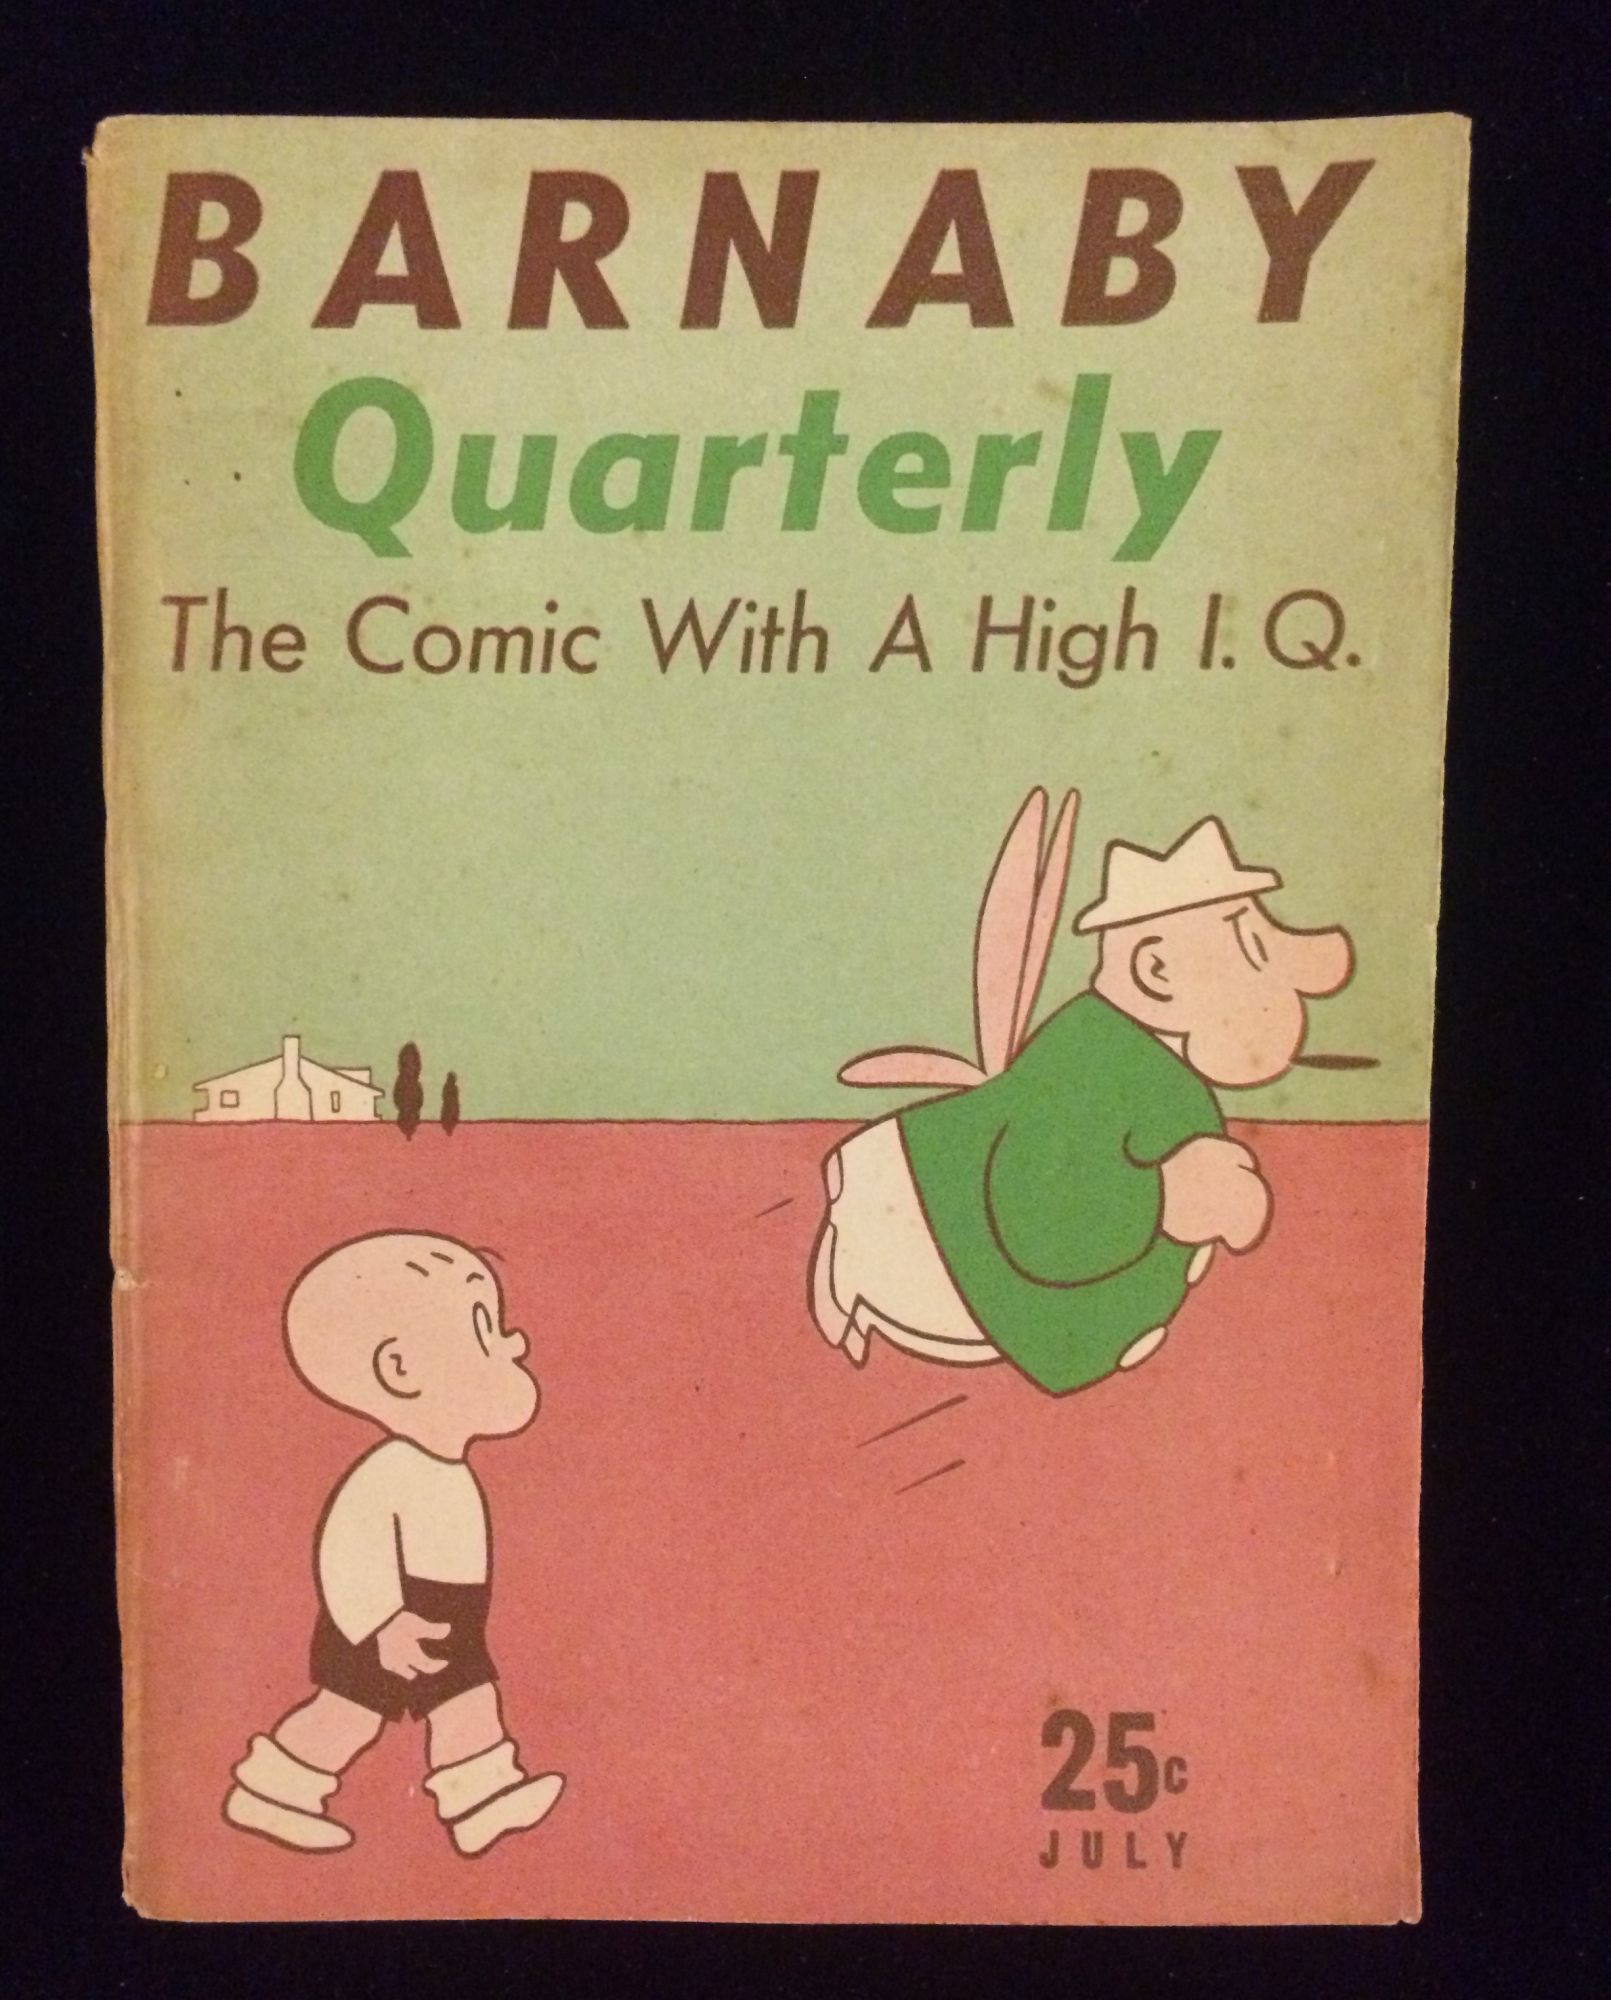 BARNABY
Quarterly
The Comic With A High I.Q.
25c
JULY